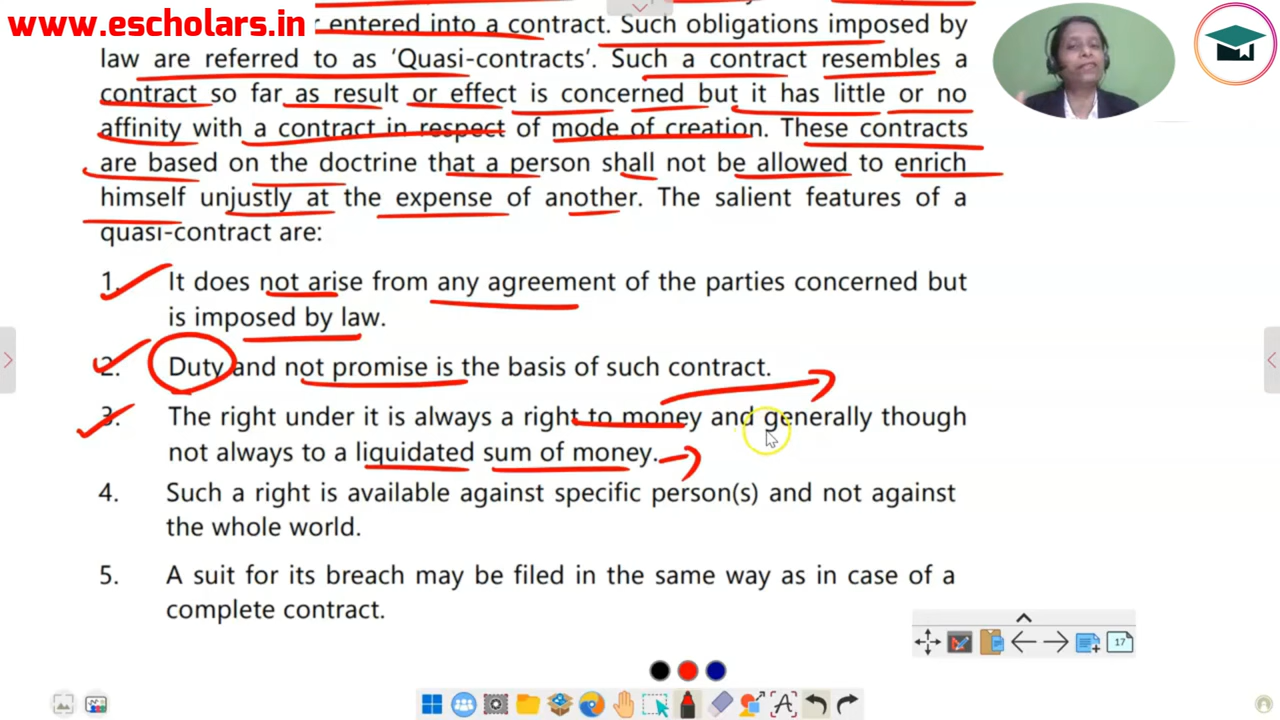 www.escholars.in
entered into a contract. Such obligations imposed by
law are referred to as ‘Quasi-contracts’. Such a contract resembles a
contract so far as result or effect is concerned but it has little or no
affinity with a contract in respect of mode of creation. These contracts
are based on the doctrine that a person shall not be allowed to enrich
himself unjustly at the expense of another. The salient features of a
quasi-contract are:
1. It does not arise from any agreement of the parties concerned but
is imposed by law.
2. Duty and not promise is the basis of such contract.
3. The right under it is always a right to money and generally though
not always to a liquidated sum of money.
4. Such a right is available against specific person(s) and not against
the whole world.
5. A suit for its breach may be filed in the same way as in case of a
complete contract.
17